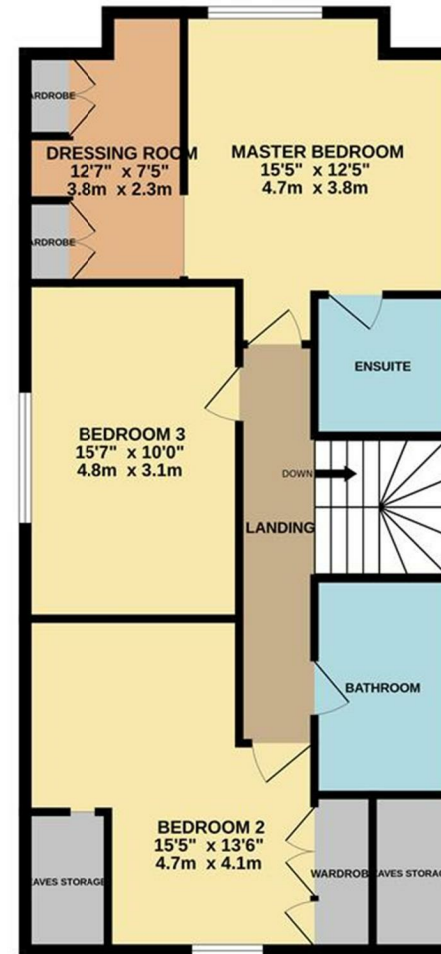 ARDROBE
DRESSING ROOM
12'7" x 7'5"
3.8m x 2.3m
MASTER BEDROOM
15'5" x 12'5"
4.7m x 3.8m
ARDROBE
ENSUITE
BEDROOM 3
15'7" x 10'0"
4.8m x 3.1m
DOWN
LANDING
BATHROOM
BEDROOM 2
15'5" x 13'6"
4.7m x 4.1m
EAVES STORAGE
WARDROBE
EAVES STORAG